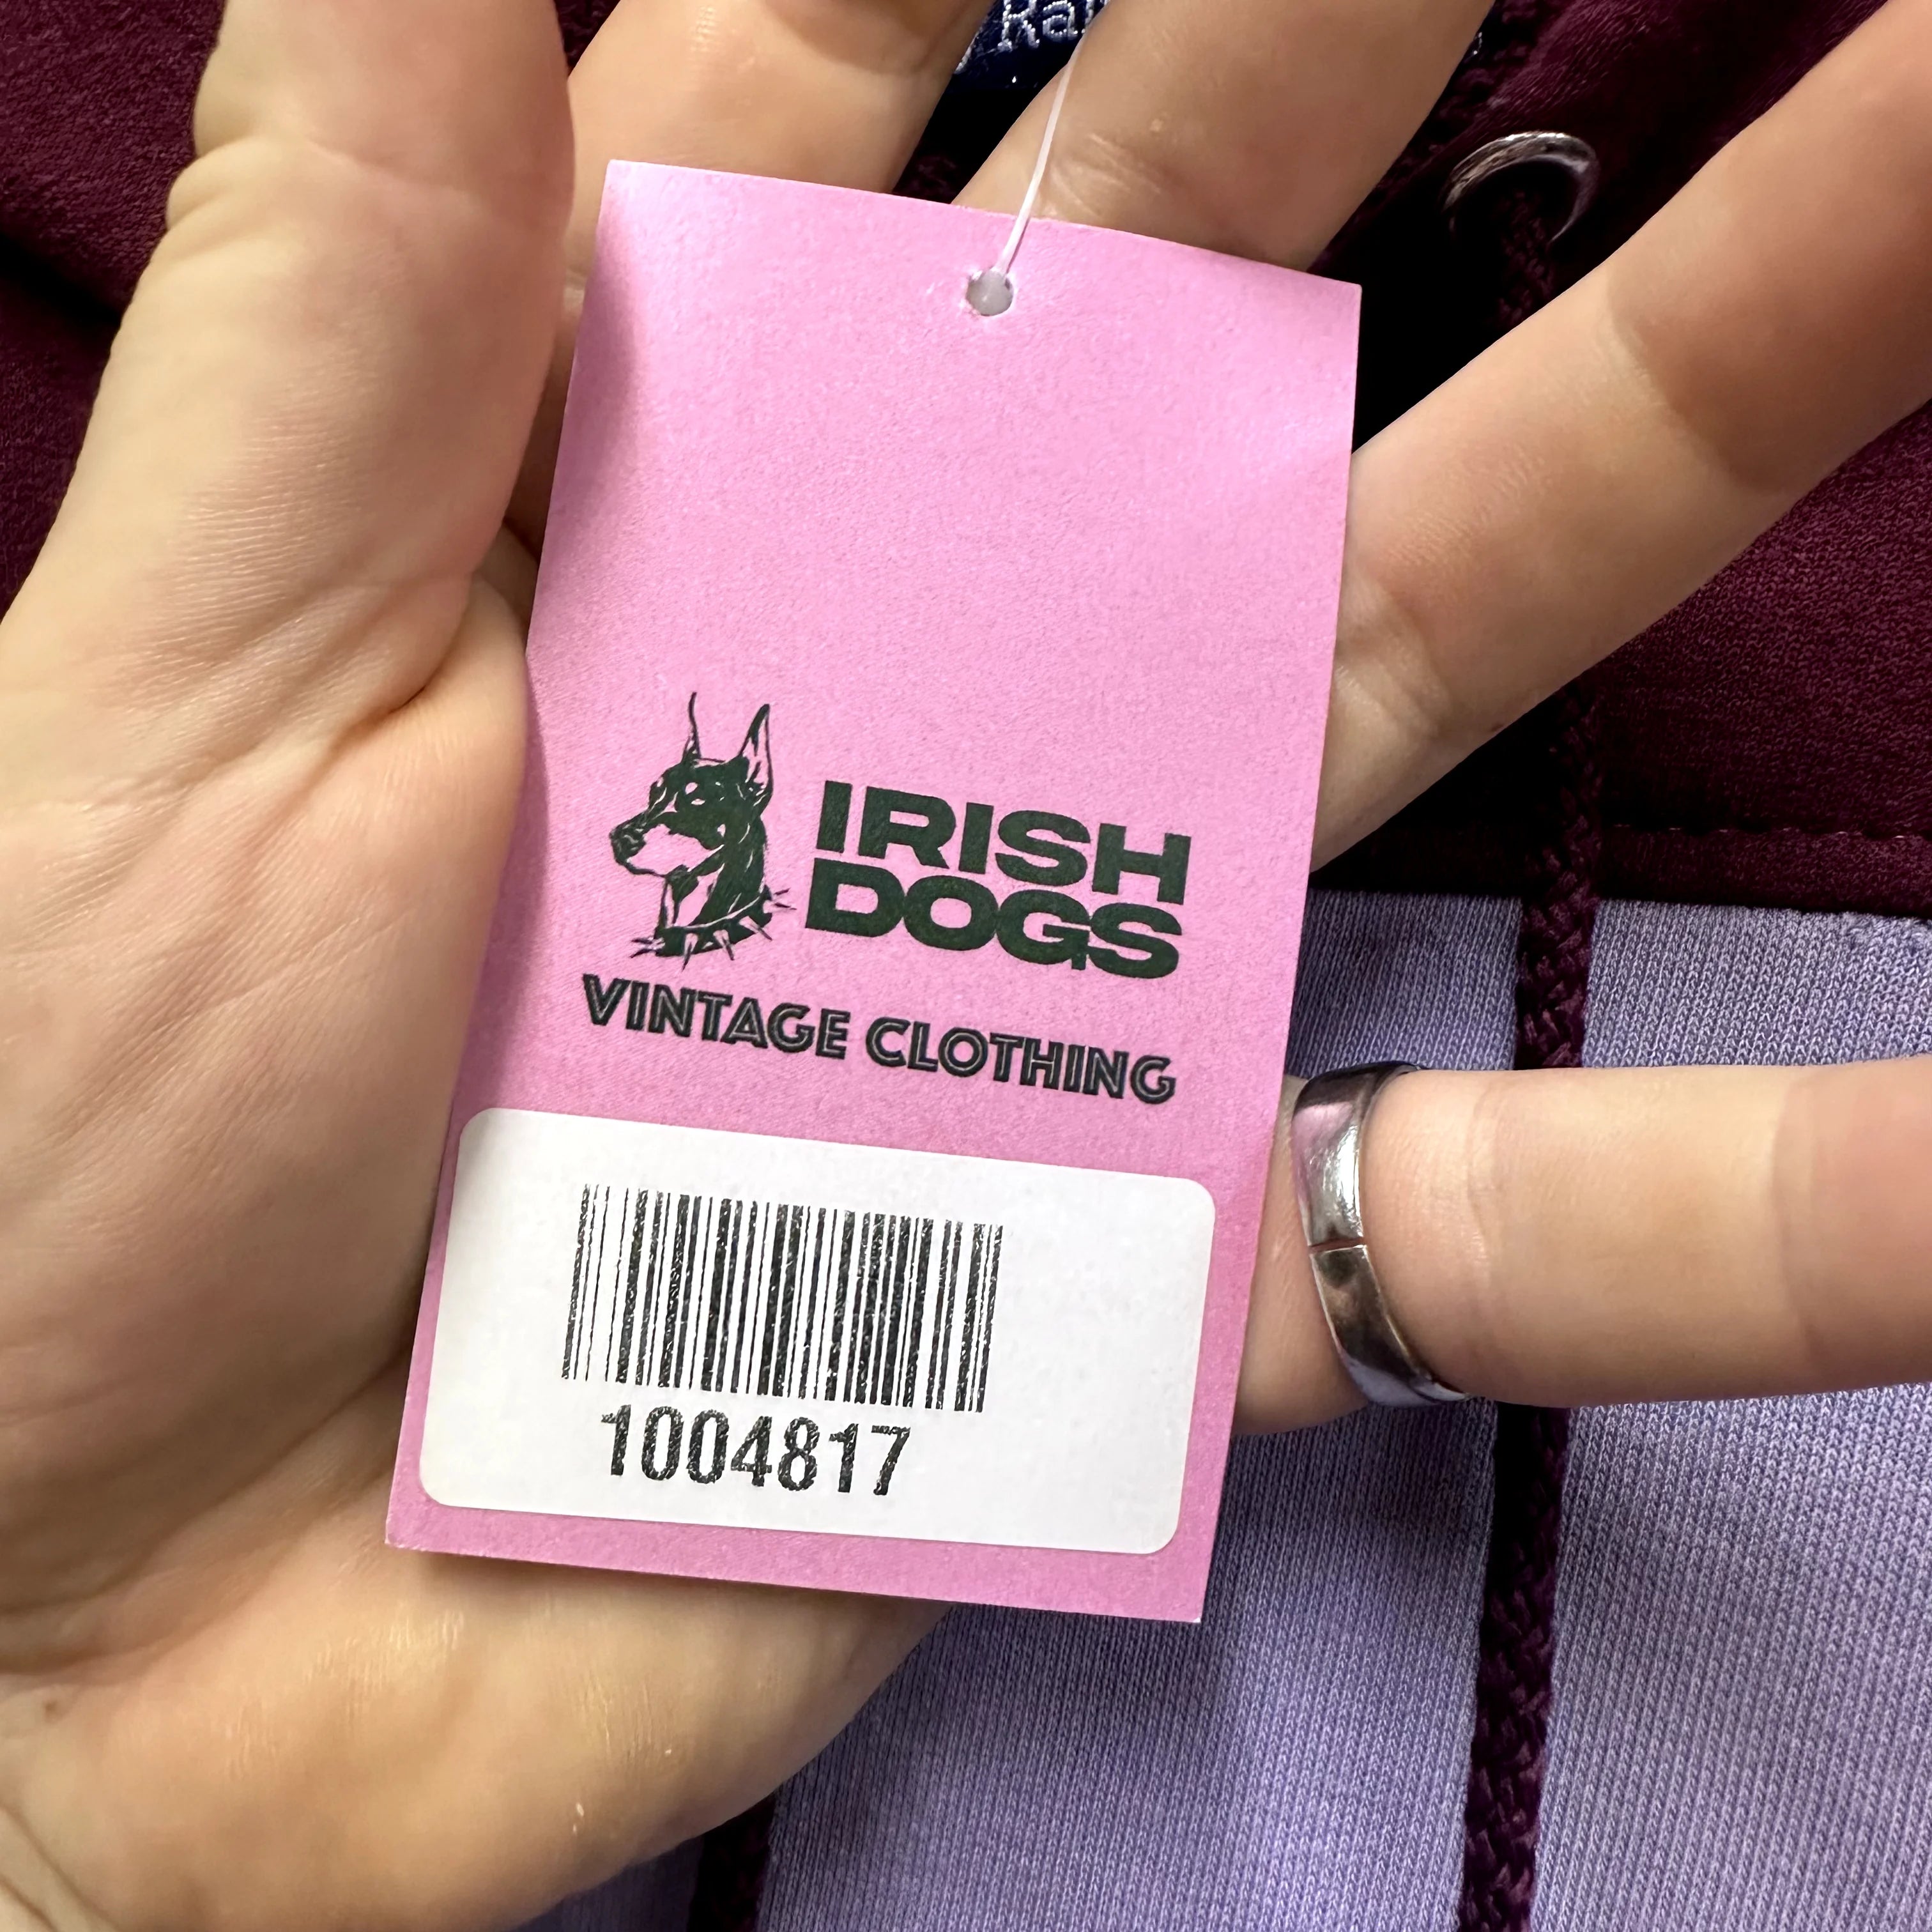 IRISH
DOGS
VINTAGE CLOTHING
1004817